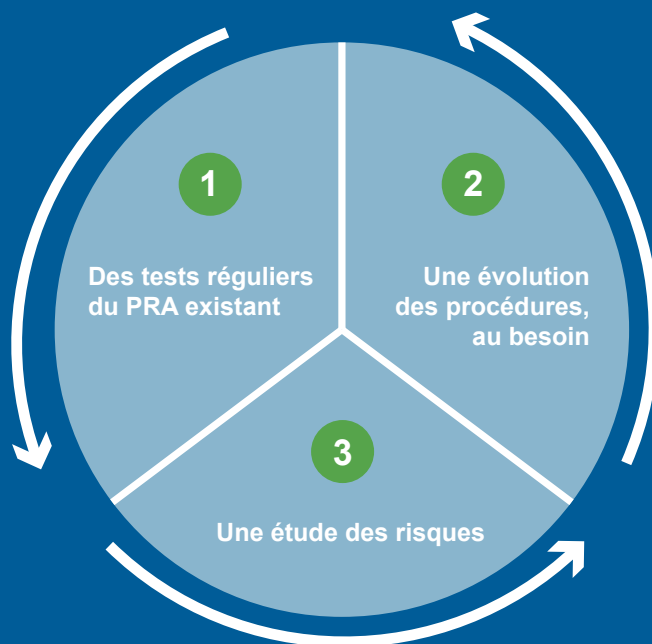 1
Des tests réguliers
du PRA existant
2
Une évolution
des procédures,
au besoin
3
Une étude des risques